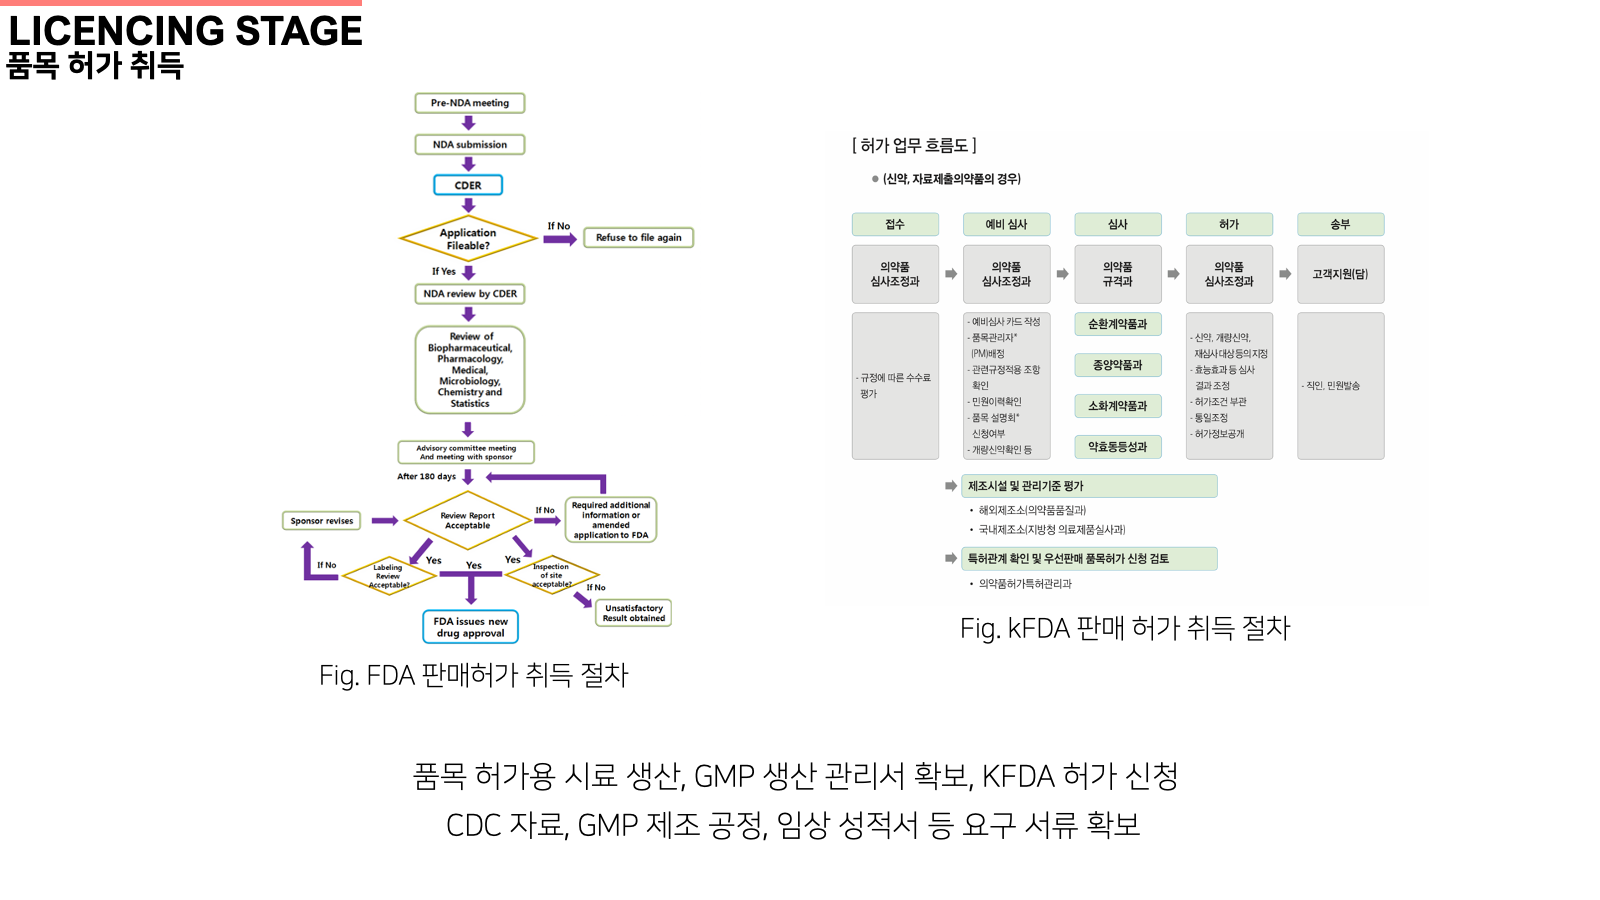 LICENCING STAGE
품목 허가 취득
Pre-NDA meeting
NDA submission
CDER
Application
Fileable?
If No
Refuse to file again
If Yes
NDA review by CDER
Review of
Biopharmaceutical,
Pharmacology,
Medical,
Microbiology,
Chemistry and
Statistics
Advisory committee meeting
And meeting with sponsor
After 180 days
Review Report
Acceptable
If No
Required additional
information or
amended
application to FDA
Sponsor revises
Yes
Yes
Yes
If No
Labeling
Review
Acceptable?
Inspection
of site
acceptable?
If No
Unsatisfactory
Result obtained
FDA issues new
drug approval
Fig. FDA 판매허가 취득 절차
[ 허가 업무 흐름도 ]
● (신약, 자료제출의약품의 경우)
접수
예비 심사
심사
허가
송부
의약품
심사조정과
의약품
심사조정과
의약품
규격과
의약품
심사조정과
고객지원(담)
- 규정에 따른 수수료
평가
- 예비심사 카드 작성
- 품목관리자*
(PM)배정
- 관련규정적용 조항
확인
- 민원이력확인
- 품목 설명회*
신청여부
- 개량신약확인 등
순환계약품과
종양약품과
소화계약품과
약효동등성과
- 신약, 개량신약,
재심사 대상 등의 지정
- 효능효과 등 심사
결과 조정
- 허가조건 부관
- 통일조정
- 허가정보공개
- 직인, 민원발송
제조시설 및 관리기준 평가
• 해외제조소(의약품품질과)
• 국내제조소(지방청 의료제품실사과)
특허관계 확인 및 우선판매 품목허가 신청 검토
• 의약품허가특허관리과
Fig. kFDA 판매 허가 취득 절차
품목 허가용 시료 생산, GMP 생산 관리서 확보, KFDA 허가 신청
CDC 자료, GMP 제조 공정, 임상 성적서 등 요구 서류 확보